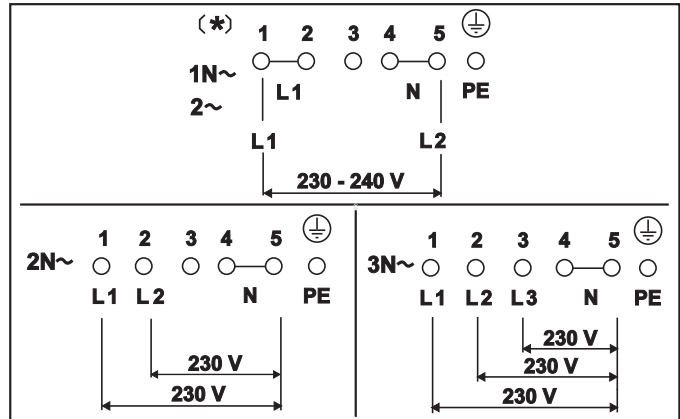 (*) 1 2 3 4 5
1N~ L1 N PE
2~
L1 L2
230 - 240 V
1 2 3 4 5
2N~
L1 L2 N PE
230 V
230 V
1 2 3 4 5
3N~
L1 L2 L3 N PE
230 V
230 V
230 V